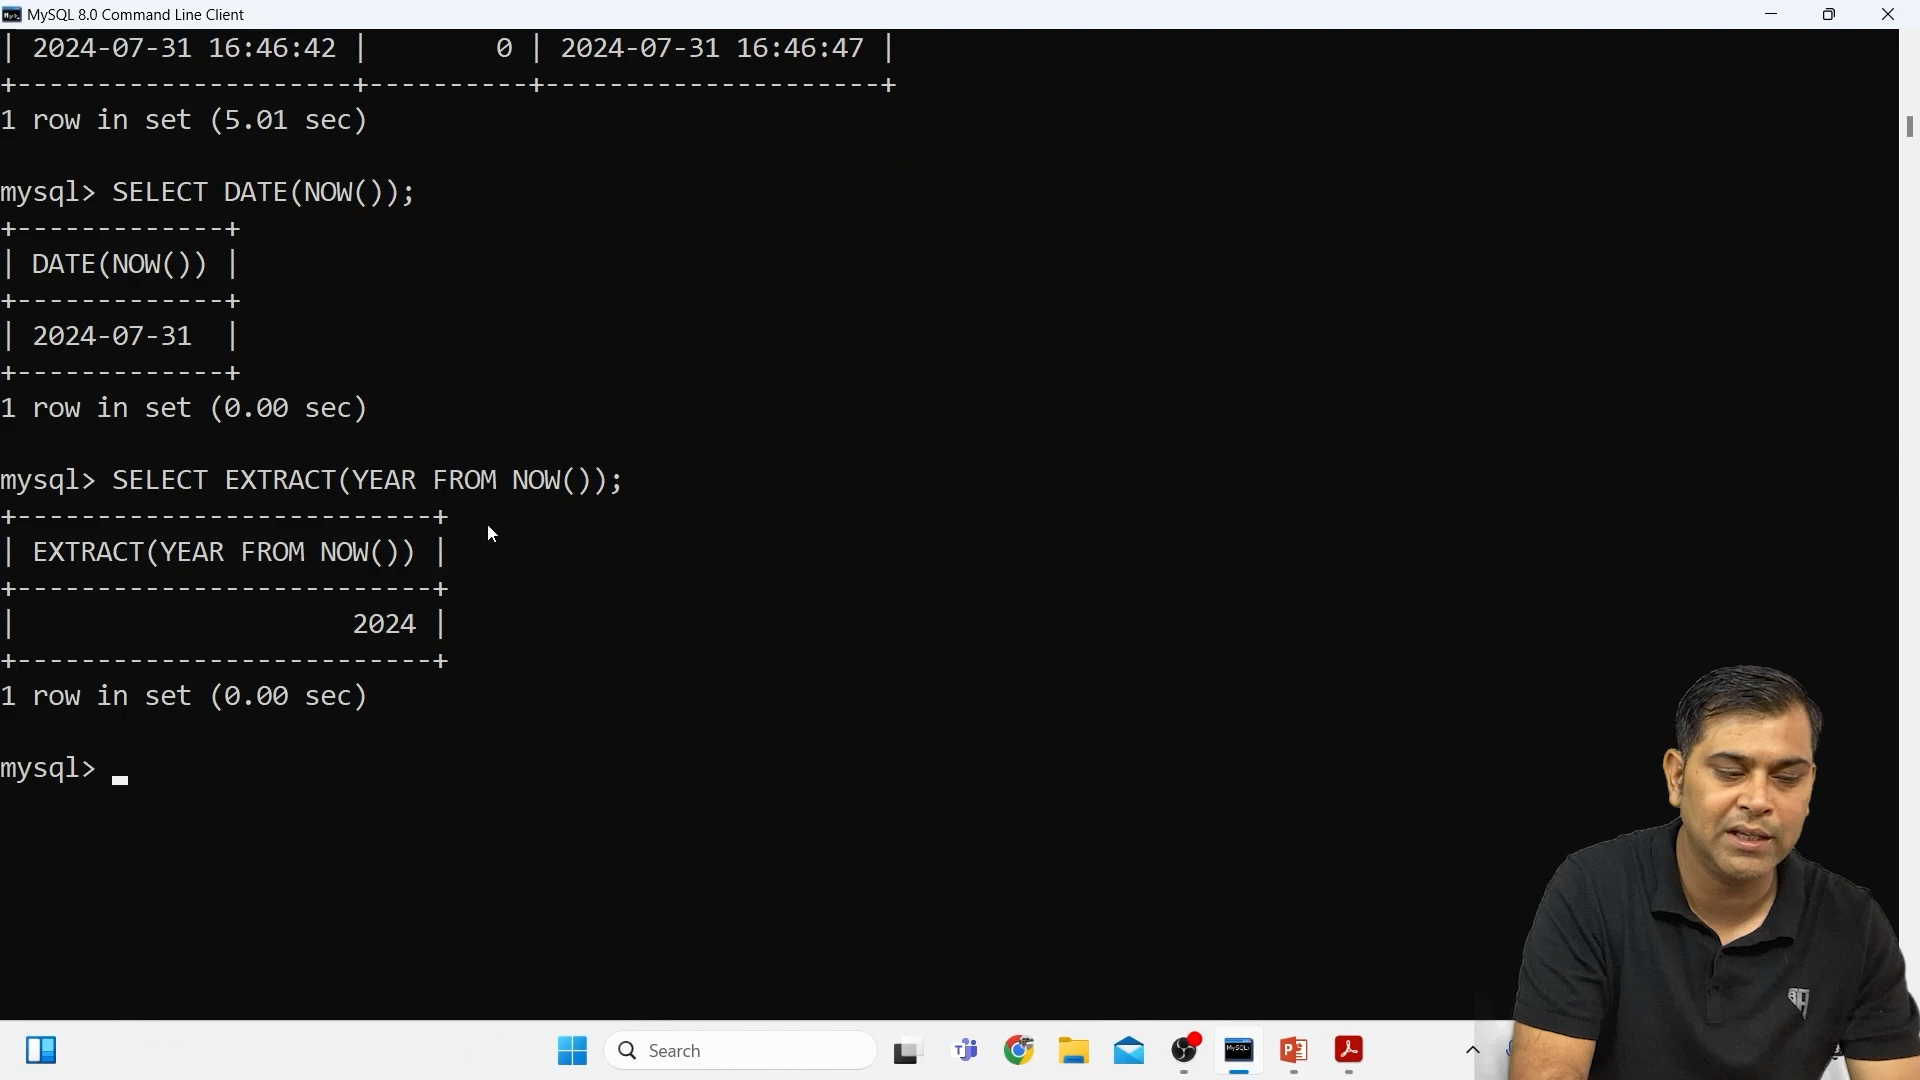 MySQL 8.0 Command Line Client
| 2024-07-31 16:46:42 |          0 | 2024-07-31 16:46:47 |
+---------------------+----------+---------------------+
1 row in set (5.01 sec)
mysql> SELECT DATE(NOW());
+-------------+
| DATE(NOW()) |
+-------------+
| 2024-07-31  |
+-------------+
1 row in set (0.00 sec)
mysql> SELECT EXTRACT(YEAR FROM NOW());
+--------------------------+
| EXTRACT(YEAR FROM NOW()) |
+--------------------------+
|                     2024 |
+--------------------------+
1 row in set (0.00 sec)
mysql>
Search